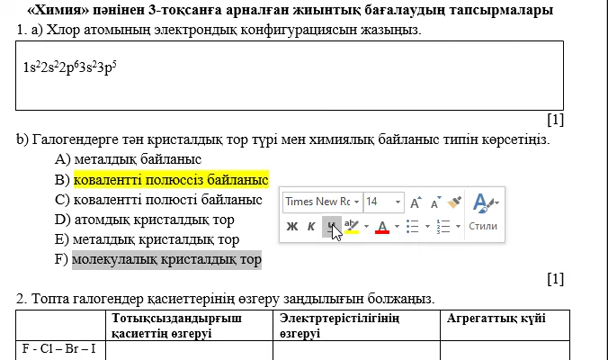 «Химия» пәнінен 3-тоқсанға арналған жиынтық бағалаудың тапсырмалары
1. а) Хлор атомының электрондық конфигурациясын жазыңыз.
1s²2s²2p⁶3s²3p⁵
[1]
b) Галогендерге тән кристалдық тор түрі мен химиялық байланыс типін көрсетіңіз.
A) металдық байланыс
B) ковалентті полюссіз байланыс
C) ковалентті полюсті байланыс
Times New Rc 14
D) атомдық кристалдық тор
Ж К Ч Стили
E) металдық кристалдық тор
F) молекулалық кристалдық тор
[1]
2. Топта галогендер қасиеттерінің өзгеру заңдылығын болжаңыз.
Тотықсыздандырғыш қасиеттің өзгеруі
Электртерістілігінің өзгеруі
Агрегаттық күйі
F - Cl – Br – I